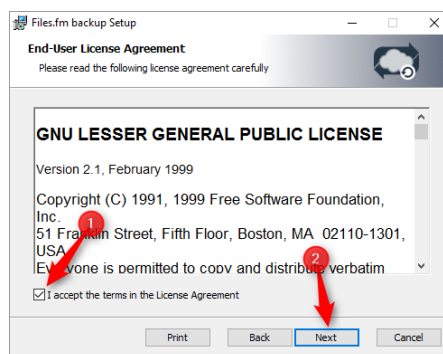 Files.fm backup Setup
End-User License Agreement
Please read the following license agreement carefully
GNU LESSER GENERAL PUBLIC LICENSE
Version 2.1, February 1999
Copyright (C) 1991, 1999 Free Software Foundation,
Inc.
51 Franklin Street, Fifth Floor, Boston, MA 02110-1301,
USA
Everyone is permitted to copy and distribute verbatim
1
2
I accept the terms in the License Agreement
Print Back Next Cancel